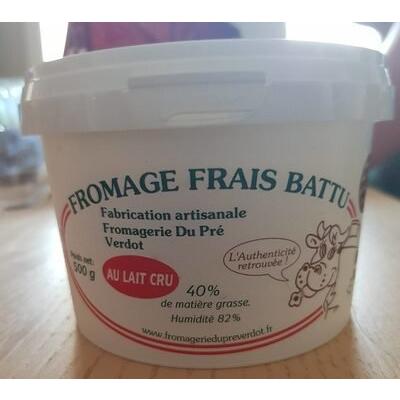 FROMAGE FRAIS BATTU
Fabrication artisanale
Fromagerie Du Pré
Verdot
Poids net:
500 g
AU LAIT CRU
L'Authenticité
retrouvée !
40%
de matière grasse.
Humidité 82%
www.fromageriedupreverdot.fr